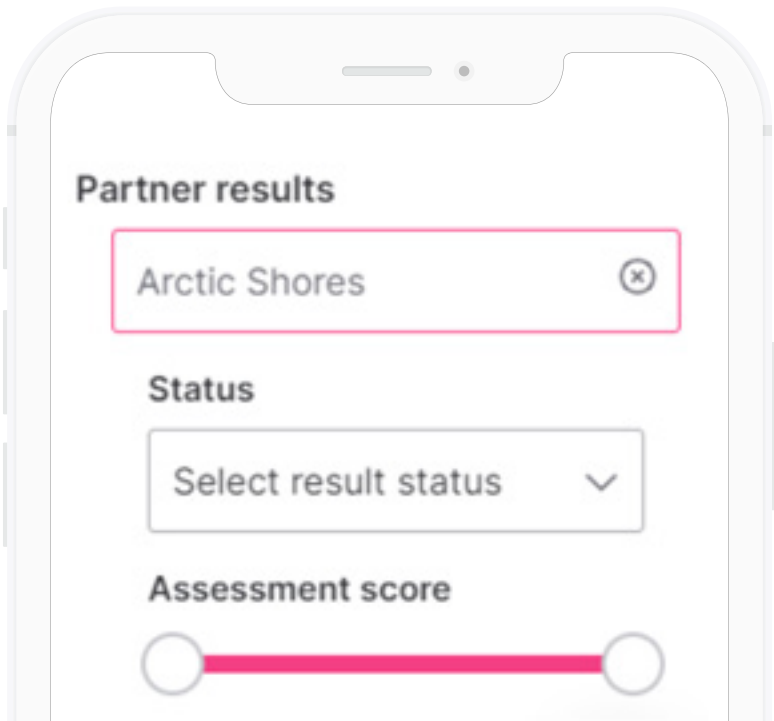 Partner results
Arctic Shores
Status
Select result status
Assessment score